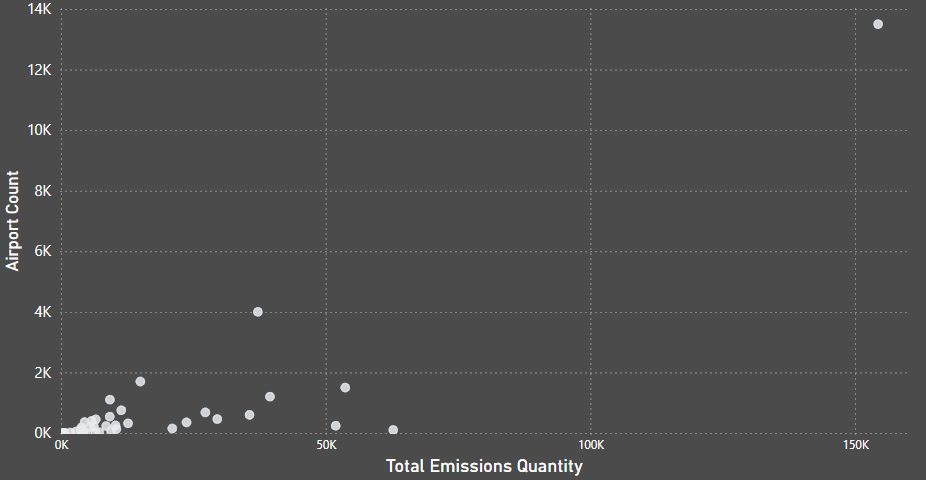 14K
12K
10K
8K
6K
4K
2K
0K
Airport Count
0K 50K 100K 150K
Total Emissions Quantity